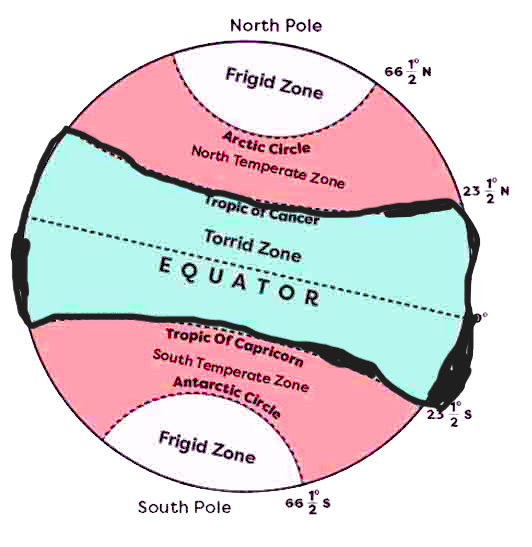 North Pole
Frigid Zone
66 1°/2 N
Arctic Circle
North Temperate Zone
23 1°/2 N
Tropic of Cancer
Torrid Zone
EQUATOR
0°
Tropic Of Capricorn
South Temperate Zone
Antarctic Circle
23 1°/2 S
Frigid Zone
66 1°/2 S
South Pole